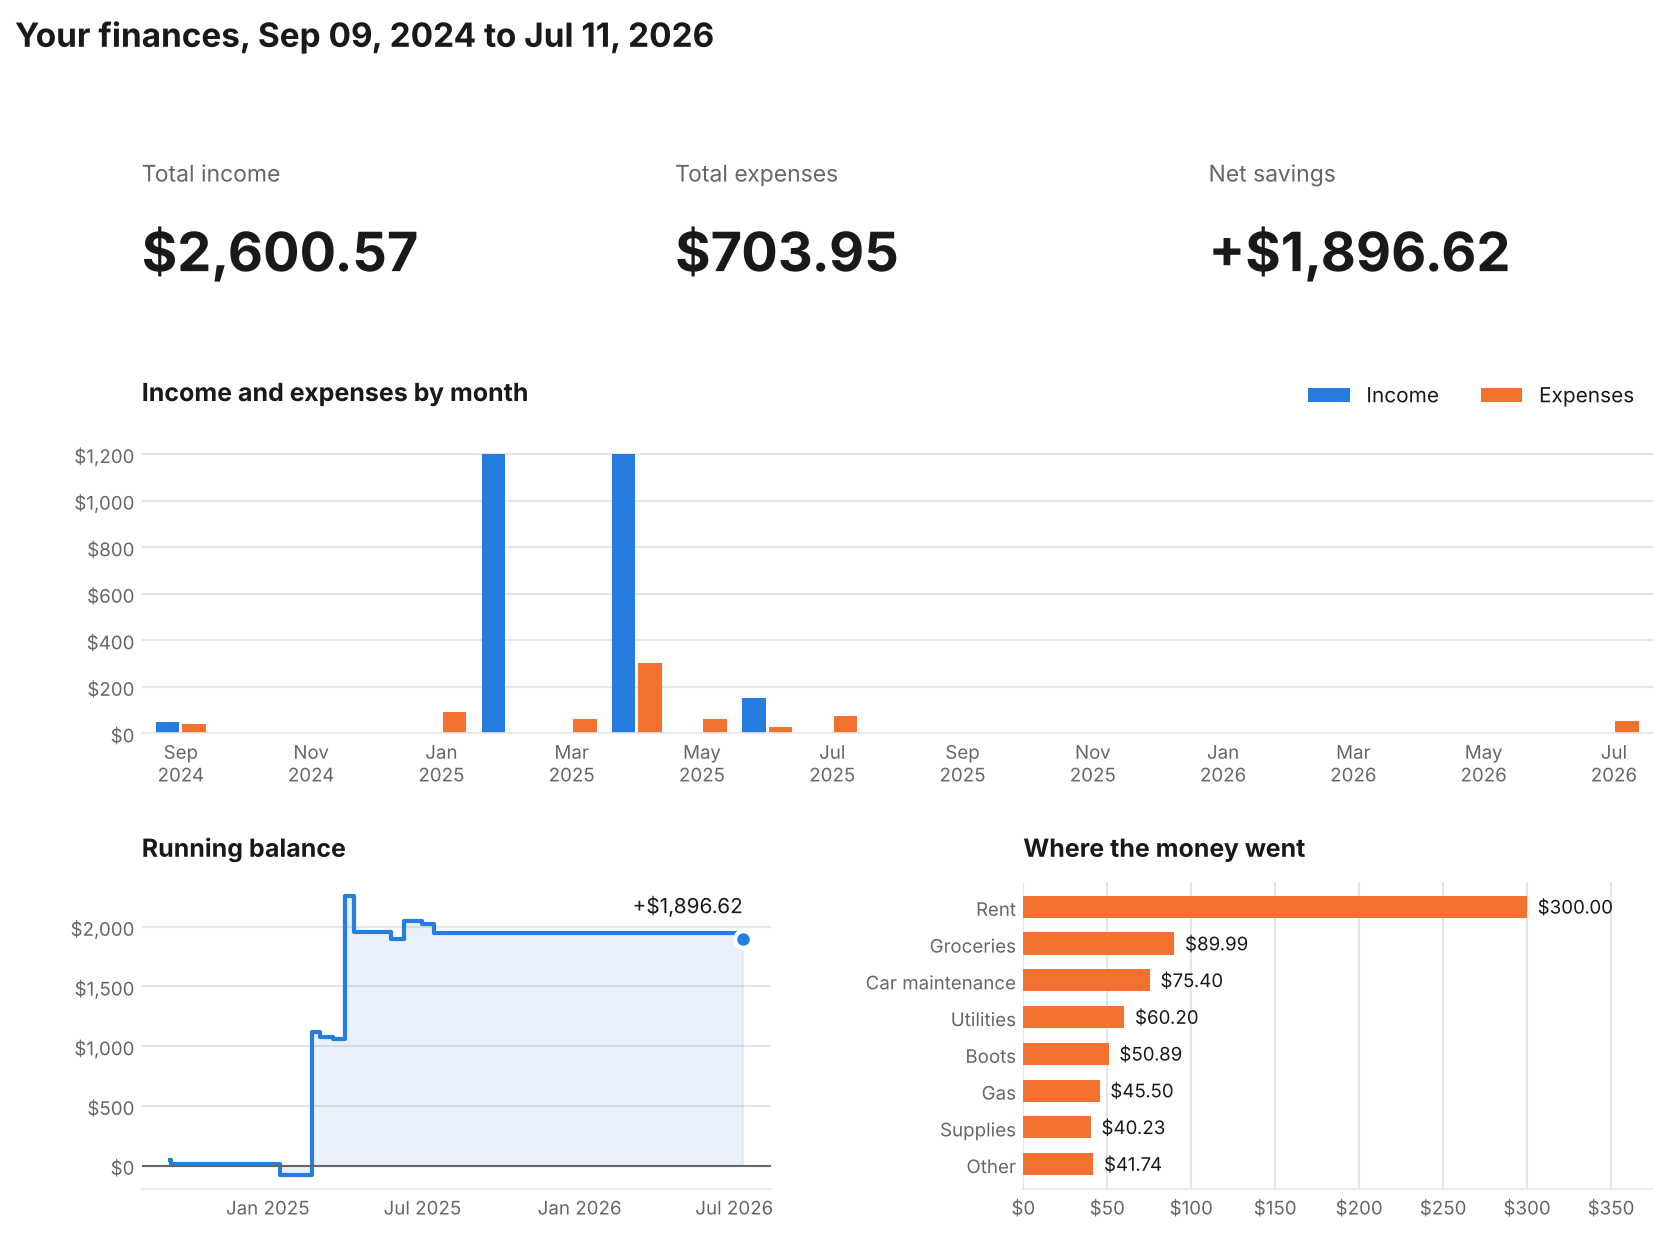 Your finances, Sep 09, 2024 to Jul 11, 2026
Total income
Total expenses
Net savings
$2,600.57
$703.95
+$1,896.62
Income and expenses by month
Income
Expenses
$1,200
$1,000
$800
$600
$400
$200
$0
Sep 2024
Nov 2024
Jan 2025
Mar 2025
May 2025
Jul 2025
Sep 2025
Nov 2025
Jan 2026
Mar 2026
May 2026
Jul 2026
Running balance
+$1,896.62
$2,000
$1,500
$1,000
$500
$0
Jan 2025
Jul 2025
Jan 2026
Jul 2026
Where the money went
Rent $300.00
Groceries $89.99
Car maintenance $75.40
Utilities $60.20
Boots $50.89
Gas $45.50
Supplies $40.23
Other $41.74
$0
$50
$100
$150
$200
$250
$300
$350